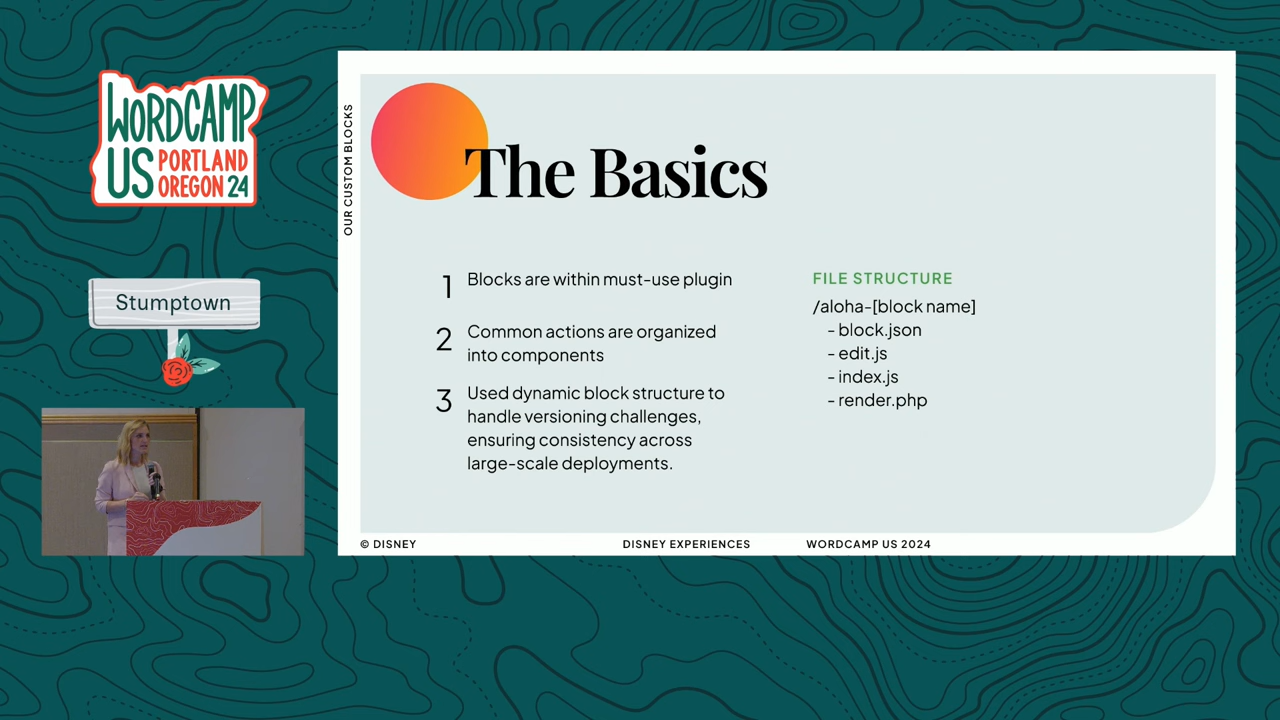 WORDCAMP
US PORTLAND
OREGON 24
Stumptown
OUR CUSTOM BLOCKS
The Basics
1 Blocks are within must-use plugin
2 Common actions are organized
into components
3 Used dynamic block structure to
handle versioning challenges,
ensuring consistency across
large-scale deployments.
FILE STRUCTURE
/aloha-[block name]
- block.json
- edit.js
- index.js
- render.php
© DISNEY
DISNEY EXPERIENCES
WORDCAMP US 2024